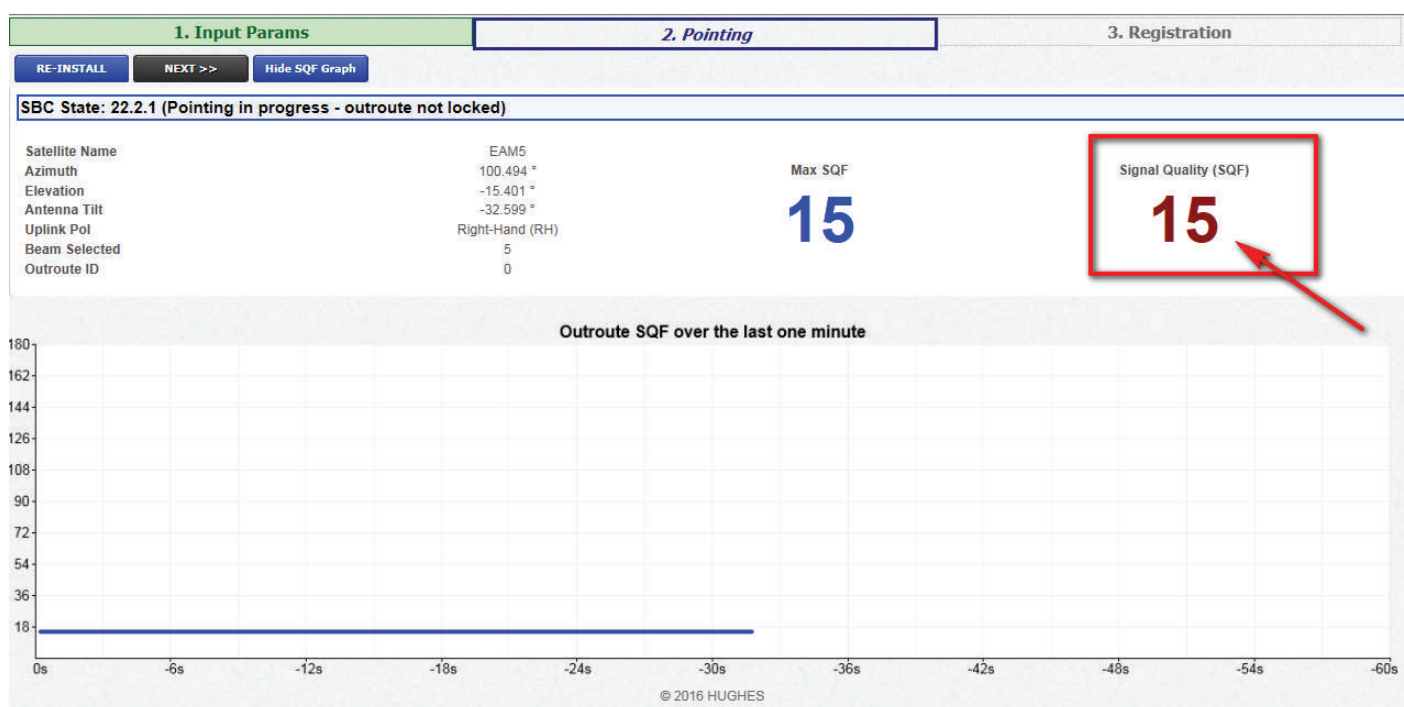 1. Input Params
2. Pointing
3. Registration
RE-INSTALL
NEXT >>
Hide SQF Graph
SBC State: 22.2.1 (Pointing in progress - outroute not locked)
Satellite Name EAM5
Azimuth 100.494 °
Elevation -15.401 °
Antenna Tilt -32.599 °
Uplink Pol Right-Hand (RH)
Beam Selected 5
Outroute ID 0
Max SQF
15
Signal Quality (SQF)
15
Outroute SQF over the last one minute
180
162
144
126
108
90
72
54
36
18
0s -6s -12s -18s -24s -30s -36s -42s -48s -54s -60s
© 2016 HUGHES